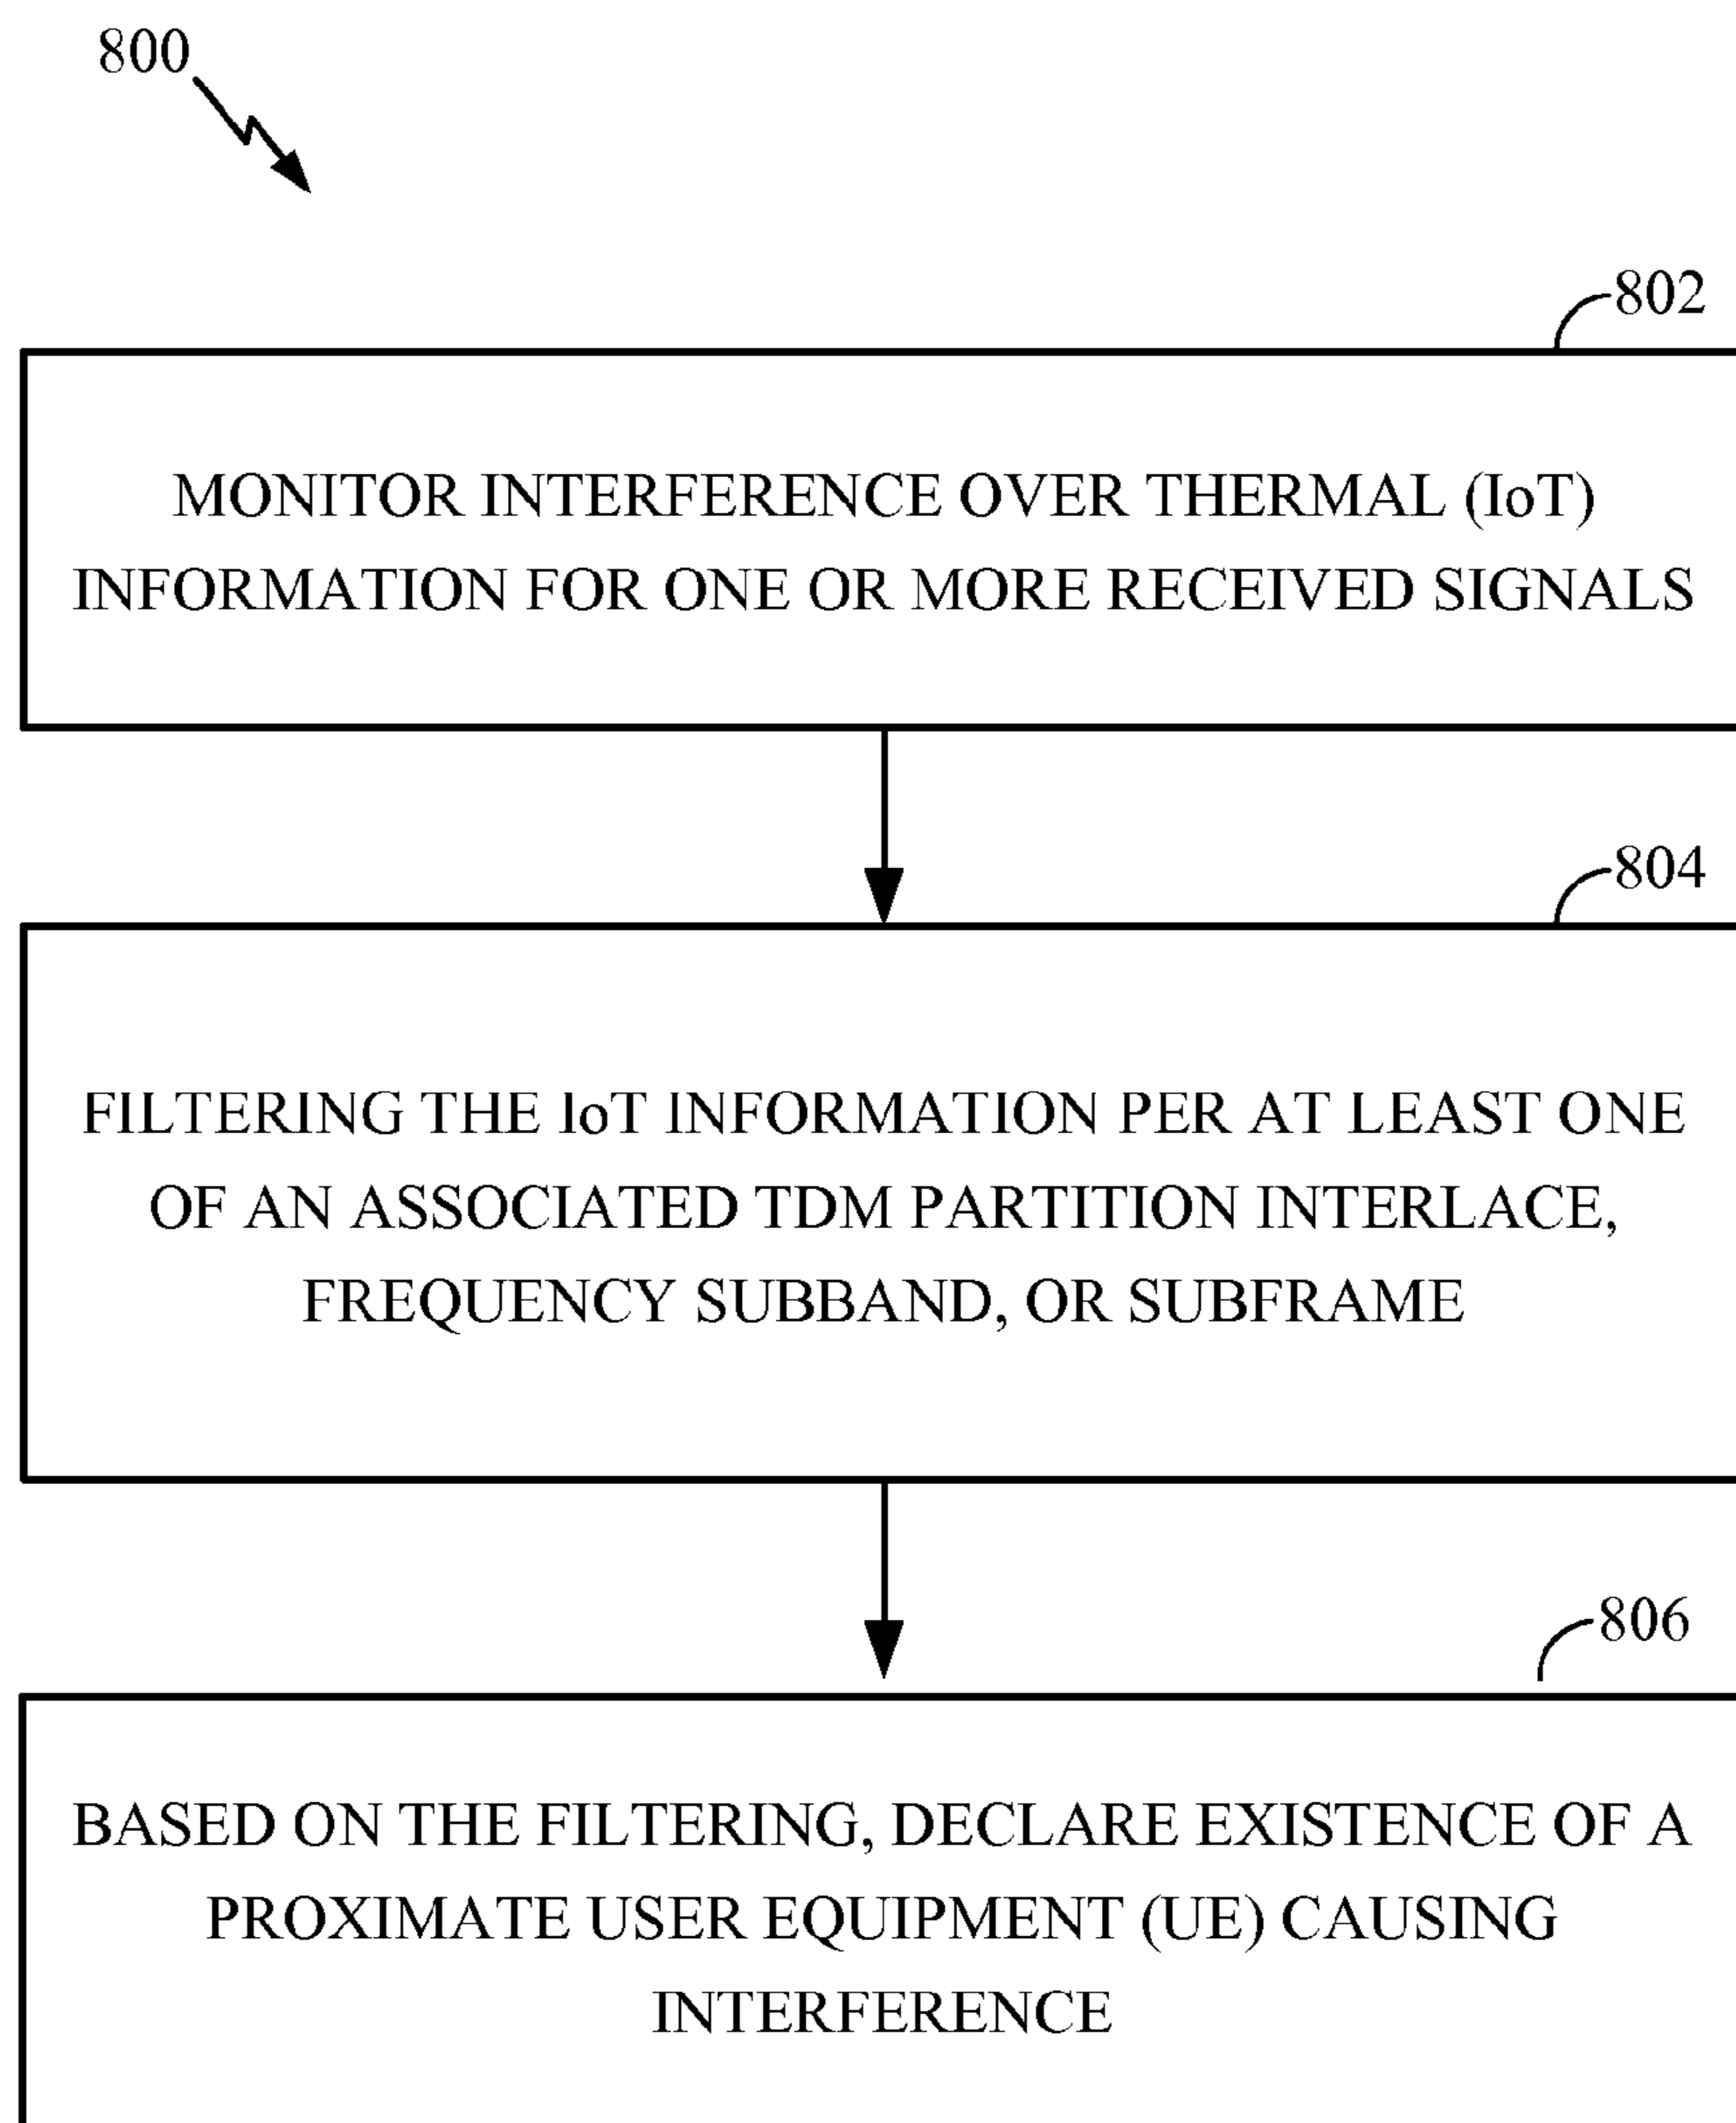 800
802
MONITOR INTERFERENCE OVER THERMAL (IoT)
INFORMATION FOR ONE OR MORE RECEIVED SIGNALS
804
FILTERING THE IoT INFORMATION PER AT LEAST ONE
OF AN ASSOCIATED TDM PARTITION INTERLACE,
FREQUENCY SUBBAND, OR SUBFRAME
806
BASED ON THE FILTERING, DECLARE EXISTENCE OF A
PROXIMATE USER EQUIPMENT (UE) CAUSING
INTERFERENCE